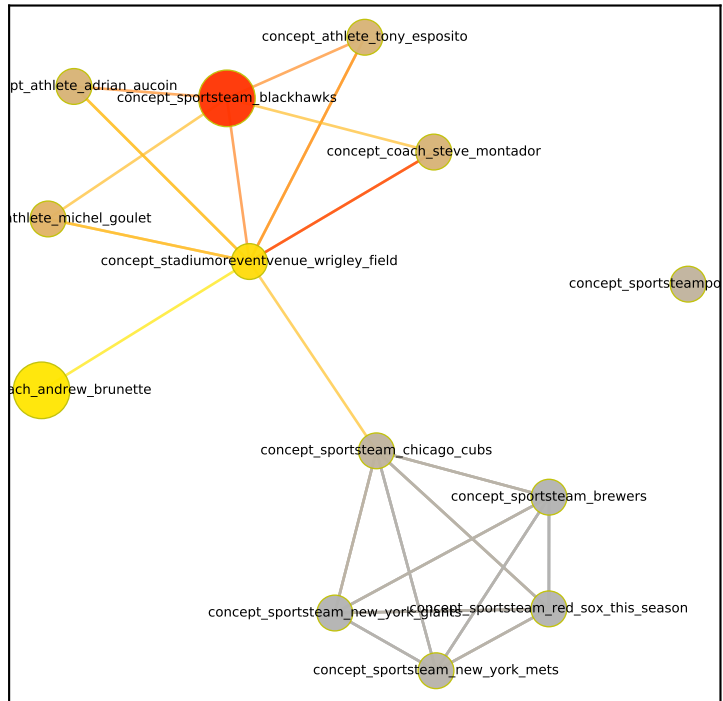 concept_athlete_tony_esposito
pt_athlete_adrian_aucoin
concept_sportsteam_blackhawks
concept_coach_steve_montador
athlete_michel_goulet
concept_stadiumoreventvenue_wrigley_field
concept_sportsteampo
ach_andrew_brunette
concept_sportsteam_chicago_cubs
concept_sportsteam_brewers
concept_sportsteam_new_york_giants
concept_sportsteam_red_sox_this_season
concept_sportsteam_new_york_mets